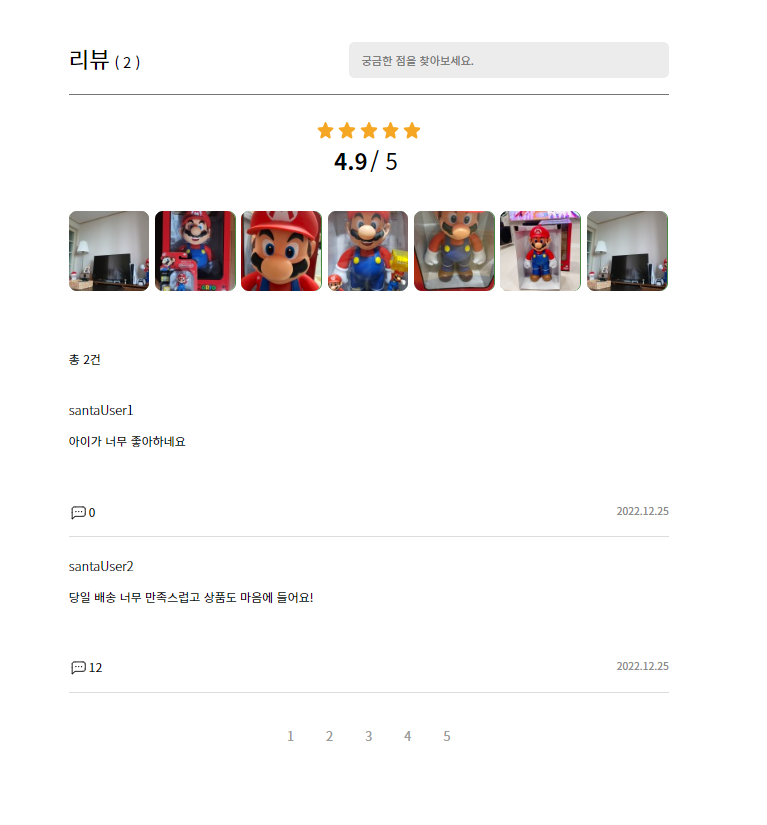 리뷰 ( 2 )
궁금한 점을 찾아보세요.
4.9 / 5
총 2건
santaUser1
아이가 너무 좋아하네요
0
2022.12.25
santaUser2
당일 배송 너무 만족스럽고 상품도 마음에 들어요!
12
2022.12.25
1 2 3 4 5